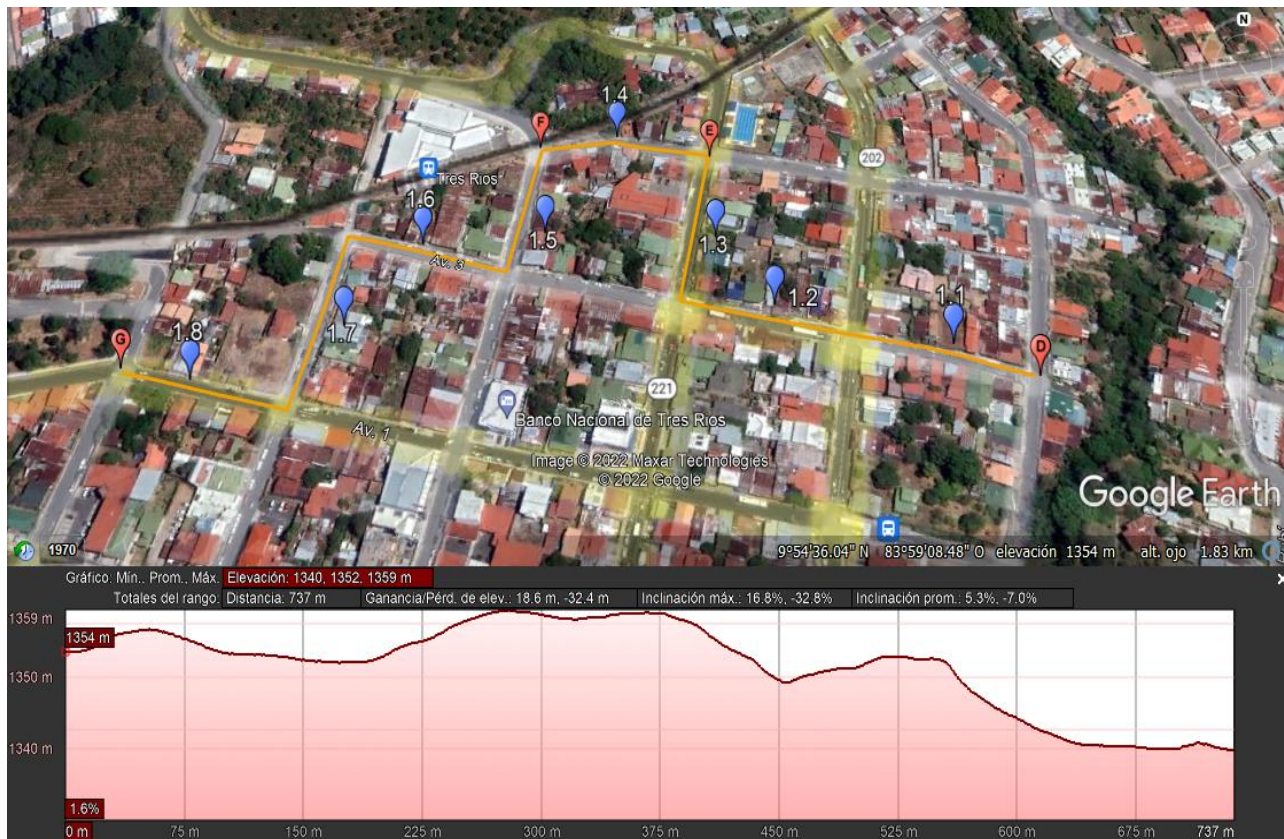 N
1.4
F
E
202
Tres Rios
1.6
1.5
Av. 3
1.3
1.2
1.1
1.7
G
1.8
D
221
Banco Nacional de Tres Rios
Av. 1
Image © 2022 Maxar Technologies
© 2022 Google
Google Earth
1970
9°54'36.04" N 83°59'08.48" O elevación 1354 m alt. ojo 1.83 km
Gráfico: Mín., Prom., Máx. Elevación: 1340, 1352, 1359 m
Totales del rango: Distancia: 737 m Ganancia/Pérd. de elev.: 18.6 m, -32.4 m Inclinación máx.: 16.8%, -32.8% Inclinación prom.: 5.3%, -7.0%
1359 m
1354 m
1350 m
1340 m
1.6%
0 m 75 m 150 m 225 m 300 m 375 m 450 m 525 m 600 m 675 m 737 m